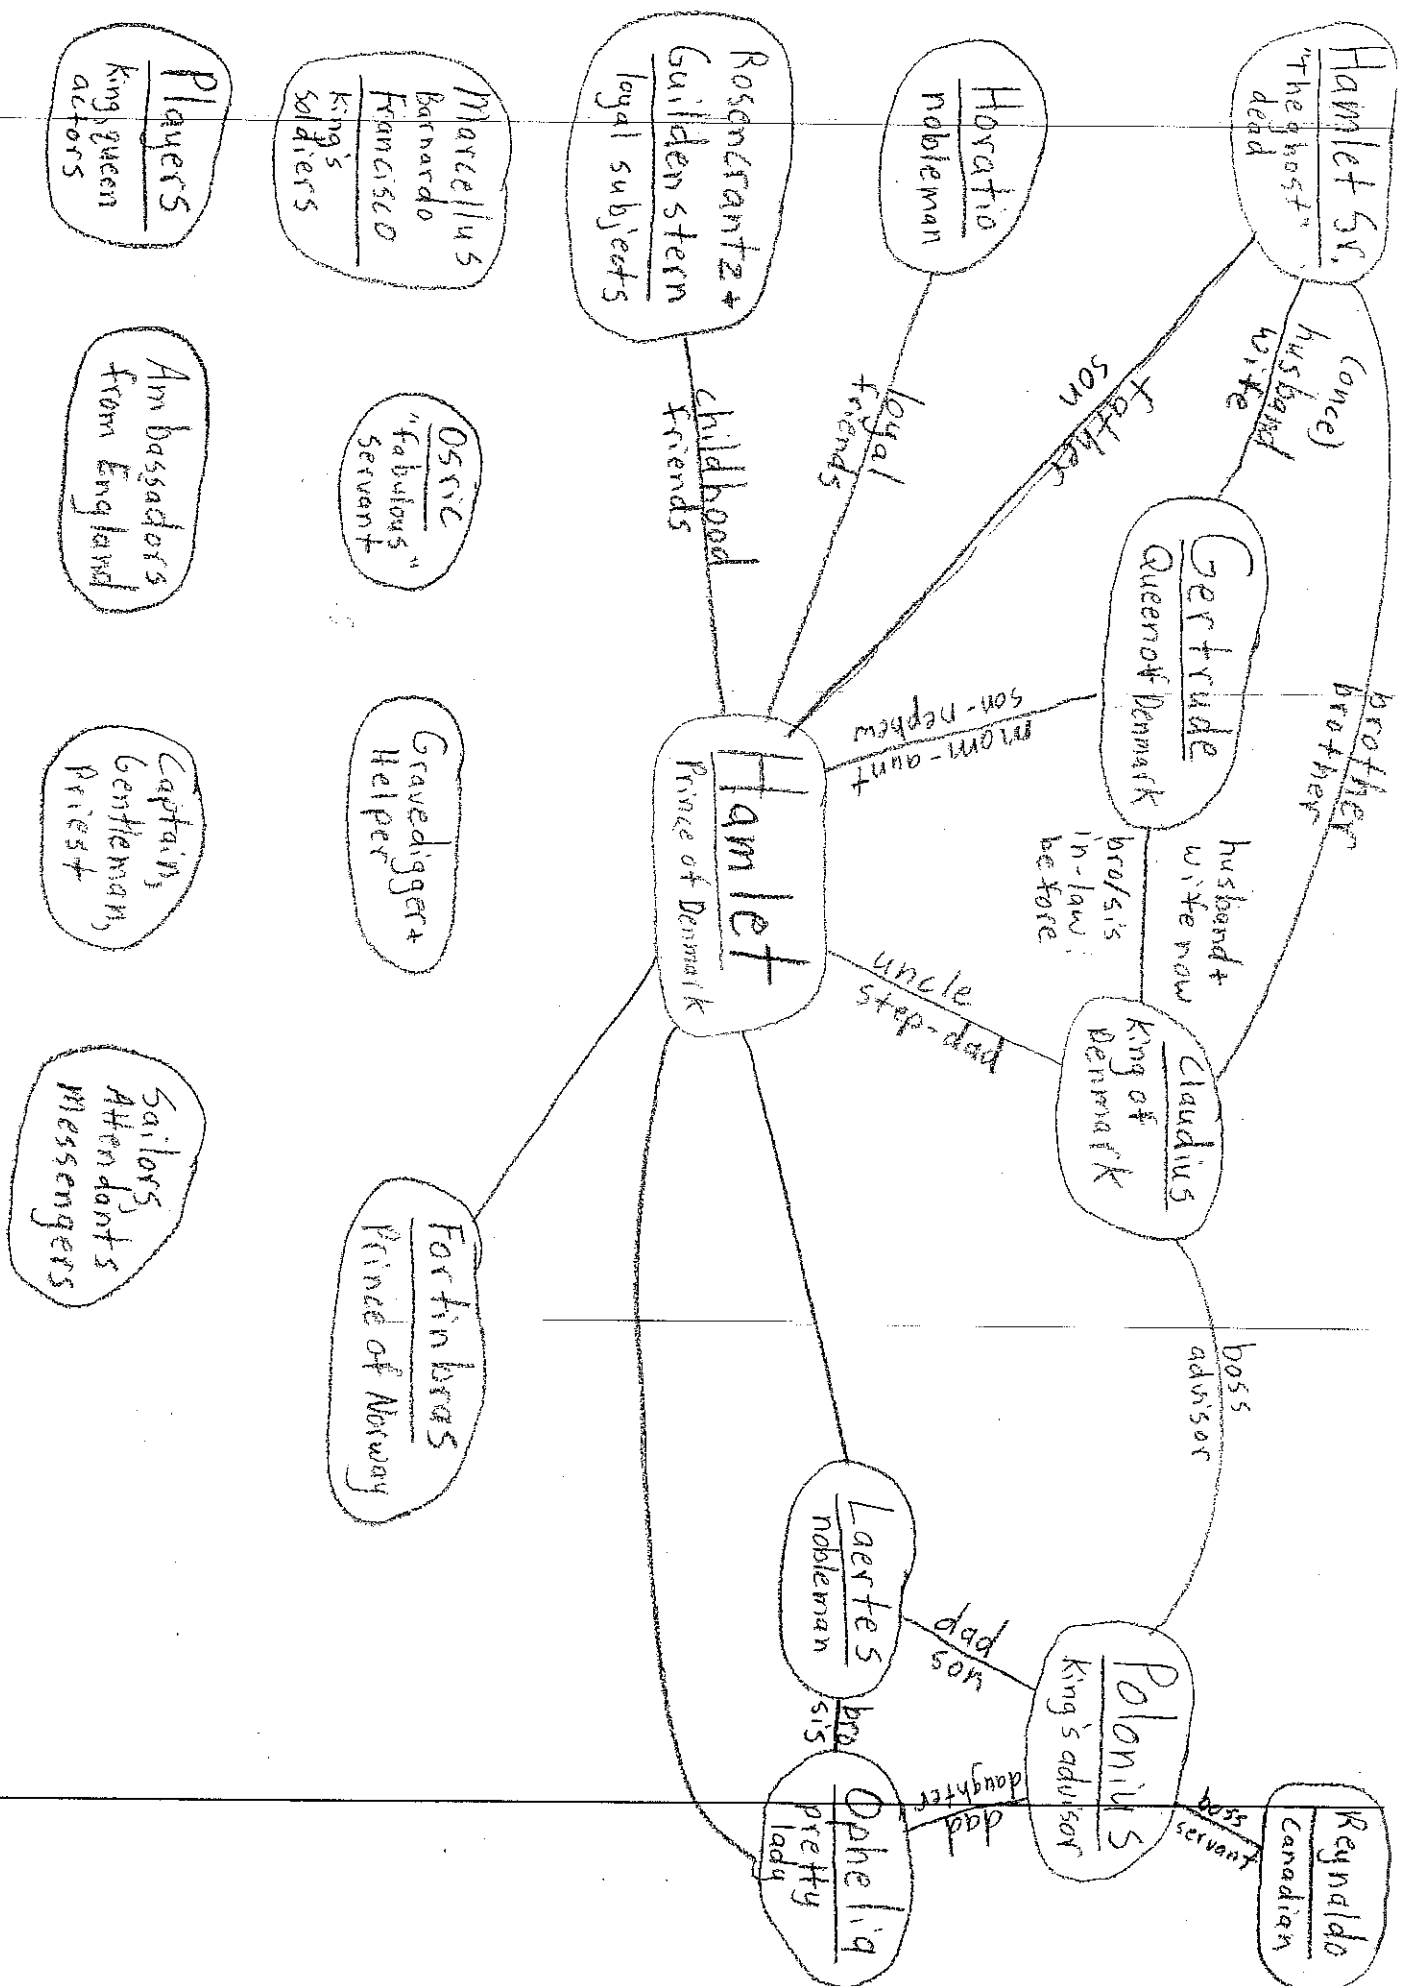 Hamlet Sr.
"The ghost"
dead
(once)
husband
wife
brother
brother
Gertrude
Queen of Denmark
husband +
wife now
bro/sis
in-law
before
Claudius
King of
Denmark
boss
advisor
Polonius
King's advisor
boss
servant
Reynaldo
Canadian
Horatio
nobleman
loyal
friends
father
son
mom-aunt
son-nephew
uncle
step-dad
dad
son
daughter
dad
Rosencrantz +
Guildenstern
loyal subjects
childhood
friends
Hamlet
Prince of Denmark
Laertes
nobleman
bro
sis
Ophelia
pretty
lady
Marcellus
Barnardo
Francisco
King's
soldiers
Osric
"fabulous"
servant
Gravedigger +
Helper
Fortinbras
Prince of Norway
Players
King, queen
actors
Ambassadors
from England
Captain,
Gentleman,
Priest
Sailors,
Attendants
Messengers